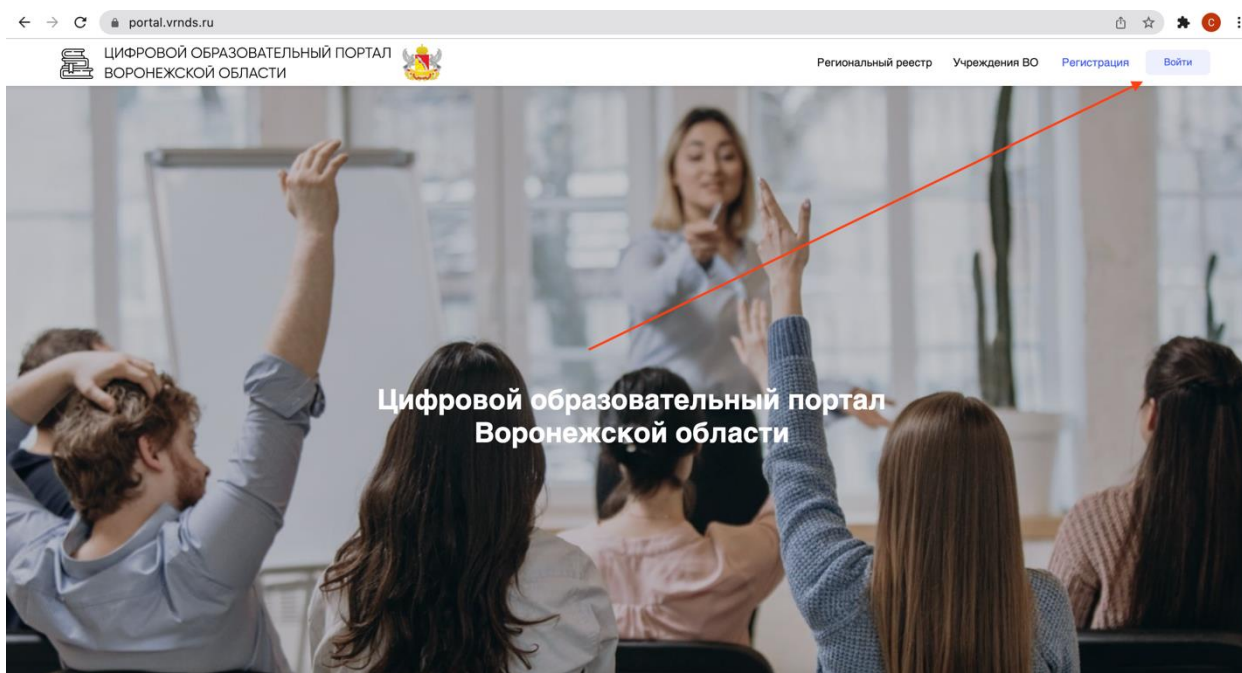 portal.vrnds.ru
С
ЦИФРОВОЙ ОБРАЗОВАТЕЛЬНЫЙ ПОРТАЛ
ВОРОНЕЖСКОЙ ОБЛАСТИ
Региональный реестр Учреждения ВО Регистрация Войти
Цифровой образовательный портал
Воронежской области